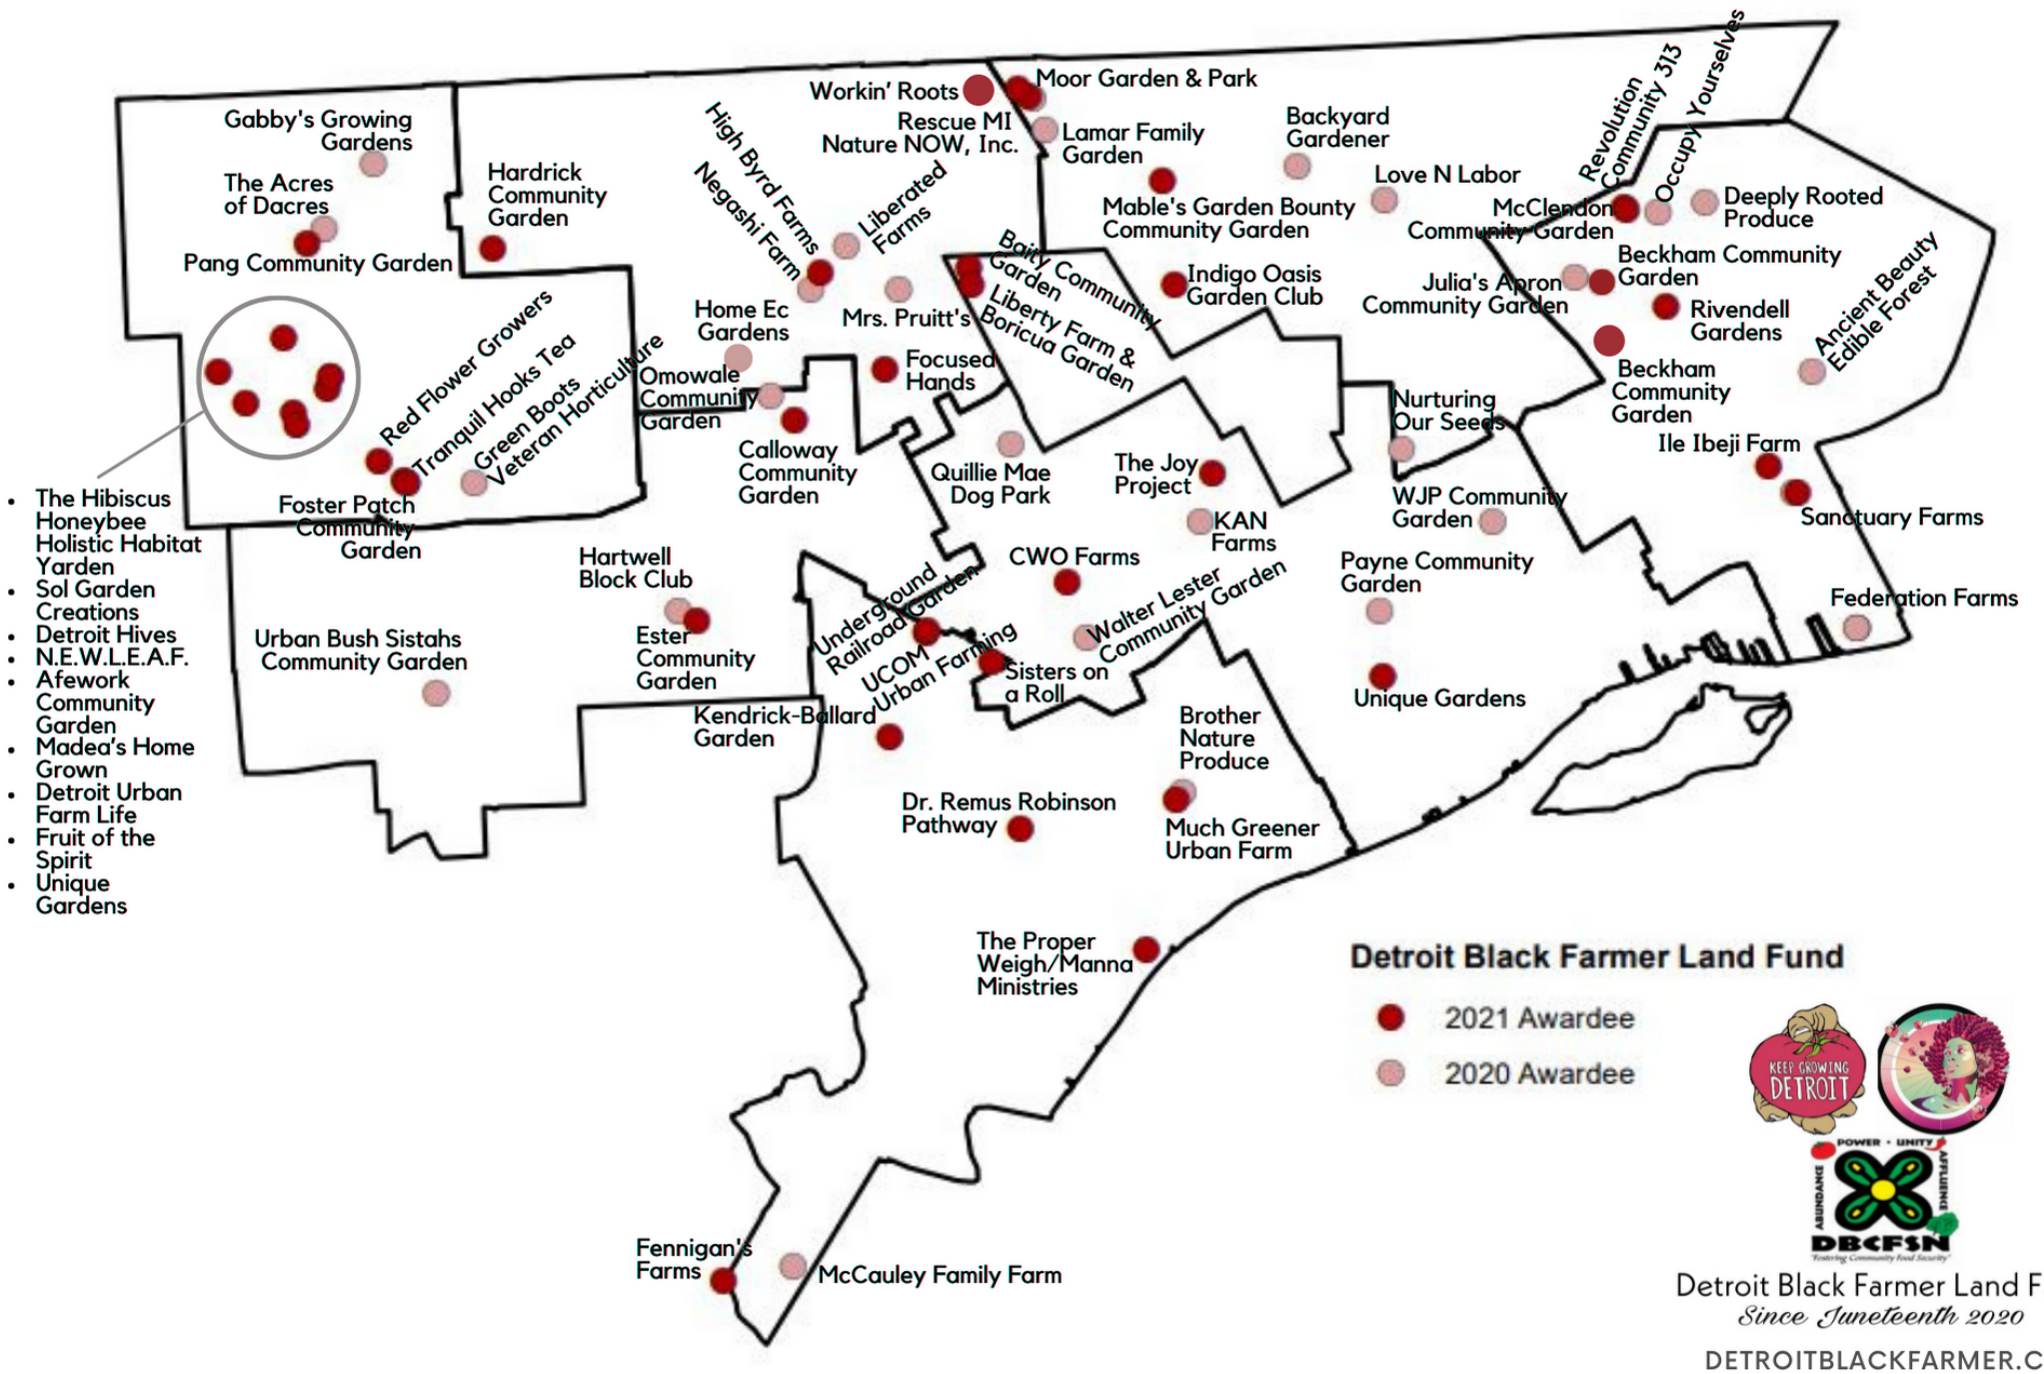 Gabby's Growing
Gardens
The Acres
of Dacres
Pang Community Garden
Hardrick
Community
Garden
Red Flower Growers
Tranquil Hooks Tea
Green Boots
Veteran Horticulture
Foster Patch
Community
Garden
• The Hibiscus
Honeybee
Holistic Habitat
Yarden
• Sol Garden
Creations
• Detroit Hives
• N.E.W.L.E.A.F.
• Afework
Community
Garden
• Madea's Home
Grown
• Detroit Urban
Farm Life
• Fruit of the
Spirit
• Unique
Gardens
Urban Bush Sistahs
Community Garden
Hartwell
Block Club
Ester
Community
Garden
Workin' Roots
Rescue MI
Nature NOW, Inc.
High Byrd Farms
Negashi Farm
Liberated
Farms
Home Ec
Gardens
Mrs. Pruitt's
Omowale
Community
Garden
Focused
Hands
Calloway
Community
Garden
Moor Garden & Park
Lamar Family
Garden
Mable's Garden Bounty
Community Garden
Backyard
Gardener
Love N Labor
Baity Community
Garden
Liberty Farm &
Boricua Garden
Indigo Oasis
Garden Club
Revolution
Community 313
Occupy Yourselves
McClendon
Community Garden
Deeply Rooted
Produce
Beckham Community
Garden
Julia's Apron
Community Garden
Rivendell
Gardens
Ancient Beauty
Edible Forest
Beckham
Community
Garden
Nurturing
Our Seeds
Ile Ibeji Farm
Sanctuary Farms
Quillie Mae
Dog Park
The Joy
Project
KAN
Farms
WJP Community
Garden
CWO Farms
Payne Community
Garden
Federation Farms
Underground
Railroad Garden
UCOM
Urban Farming
Walter Lester
Community Garden
Sisters on
a Roll
Unique Gardens
Kendrick-Ballard
Garden
Brother
Nature
Produce
Dr. Remus Robinson
Pathway
Much Greener
Urban Farm
The Proper
Weigh/Manna
Ministries
Fennigan's
Farms
McCauley Family Farm
Detroit Black Farmer Land Fund
2021 Awardee
2020 Awardee
KEEP GROWING
DETROIT
POWER • UNITY
ABUNDANCE
AFFLUENCE
DBCFSN
"Fostering Community Food Security"
Detroit Black Farmer Land F
Since Juneteenth 2020
DETROITBLACKFARMER.C